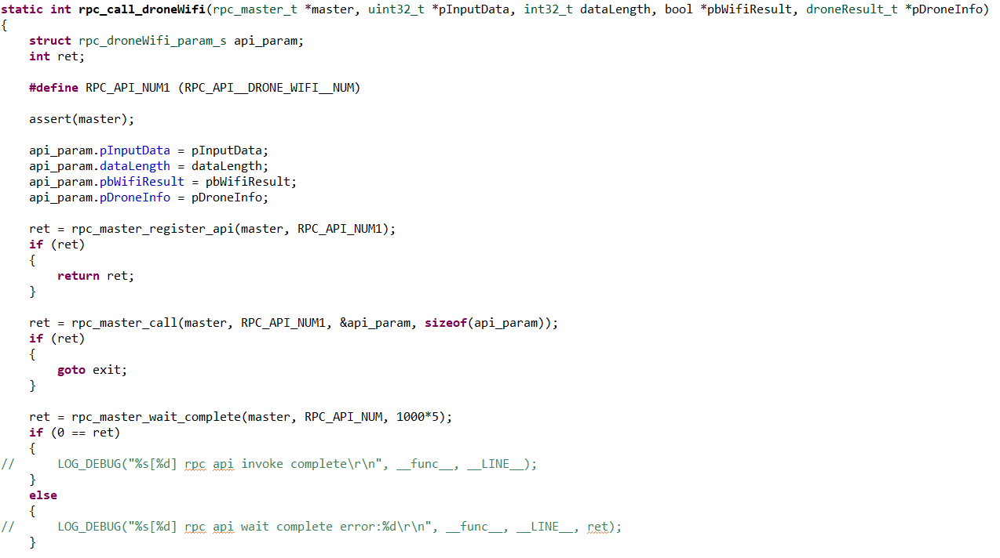 static int rpc_call_droneWifi(rpc_master_t *master, uint32_t *pInputData, int32_t dataLength, bool *pbWifiResult, droneResult_t *pDroneInfo)
{
    struct rpc_droneWifi_param_s api_param;
    int ret;

    #define RPC_API_NUM1 (RPC_API__DRONE_WIFI__NUM)

    assert(master);

    api_param.pInputData = pInputData;
    api_param.dataLength = dataLength;
    api_param.pbWifiResult = pbWifiResult;
    api_param.pDroneInfo = pDroneInfo;

    ret = rpc_master_register_api(master, RPC_API_NUM1);
    if (ret)
    {
        return ret;
    }

    ret = rpc_master_call(master, RPC_API_NUM1, &api_param, sizeof(api_param));
    if (ret)
    {
        goto exit;
    }

    ret = rpc_master_wait_complete(master, RPC_API_NUM, 1000*5);
    if (0 == ret)
    {
//      LOG_DEBUG("%s[%d] rpc api invoke complete\r\n", __func__, __LINE__);
    }
    else
    {
//      LOG_DEBUG("%s[%d] rpc api wait complete error:%d\r\n", __func__, __LINE__, ret);
    }